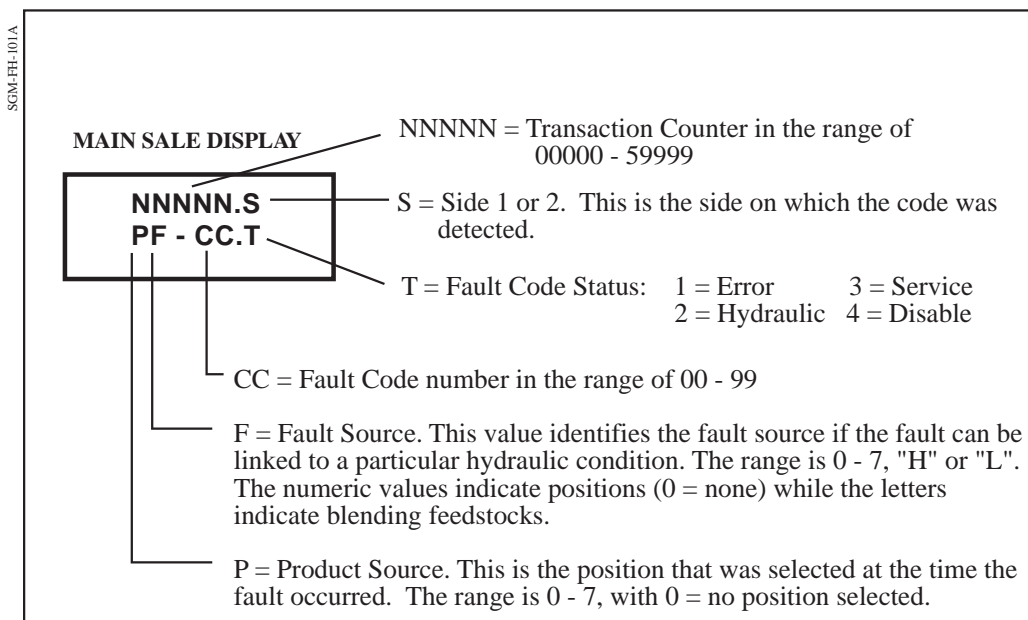 SGM-FH-101A
MAIN SALE DISPLAY
NNNNN.S
PF - CC.T
NNNNN = Transaction Counter in the range of
00000 - 59999
S = Side 1 or 2.  This is the side on which the code was
detected.
T = Fault Code Status:   1 = Error   3 = Service
2 = Hydraulic   4 = Disable
CC = Fault Code number in the range of 00 - 99
F = Fault Source. This value identifies the fault source if the fault can be
linked to a particular hydraulic condition. The range is 0 - 7, "H" or "L".
The numeric values indicate positions (0 = none) while the letters
indicate blending feedstocks.
P = Product Source. This is the position that was selected at the time the
fault occurred.  The range is 0 - 7, with 0 = no position selected.